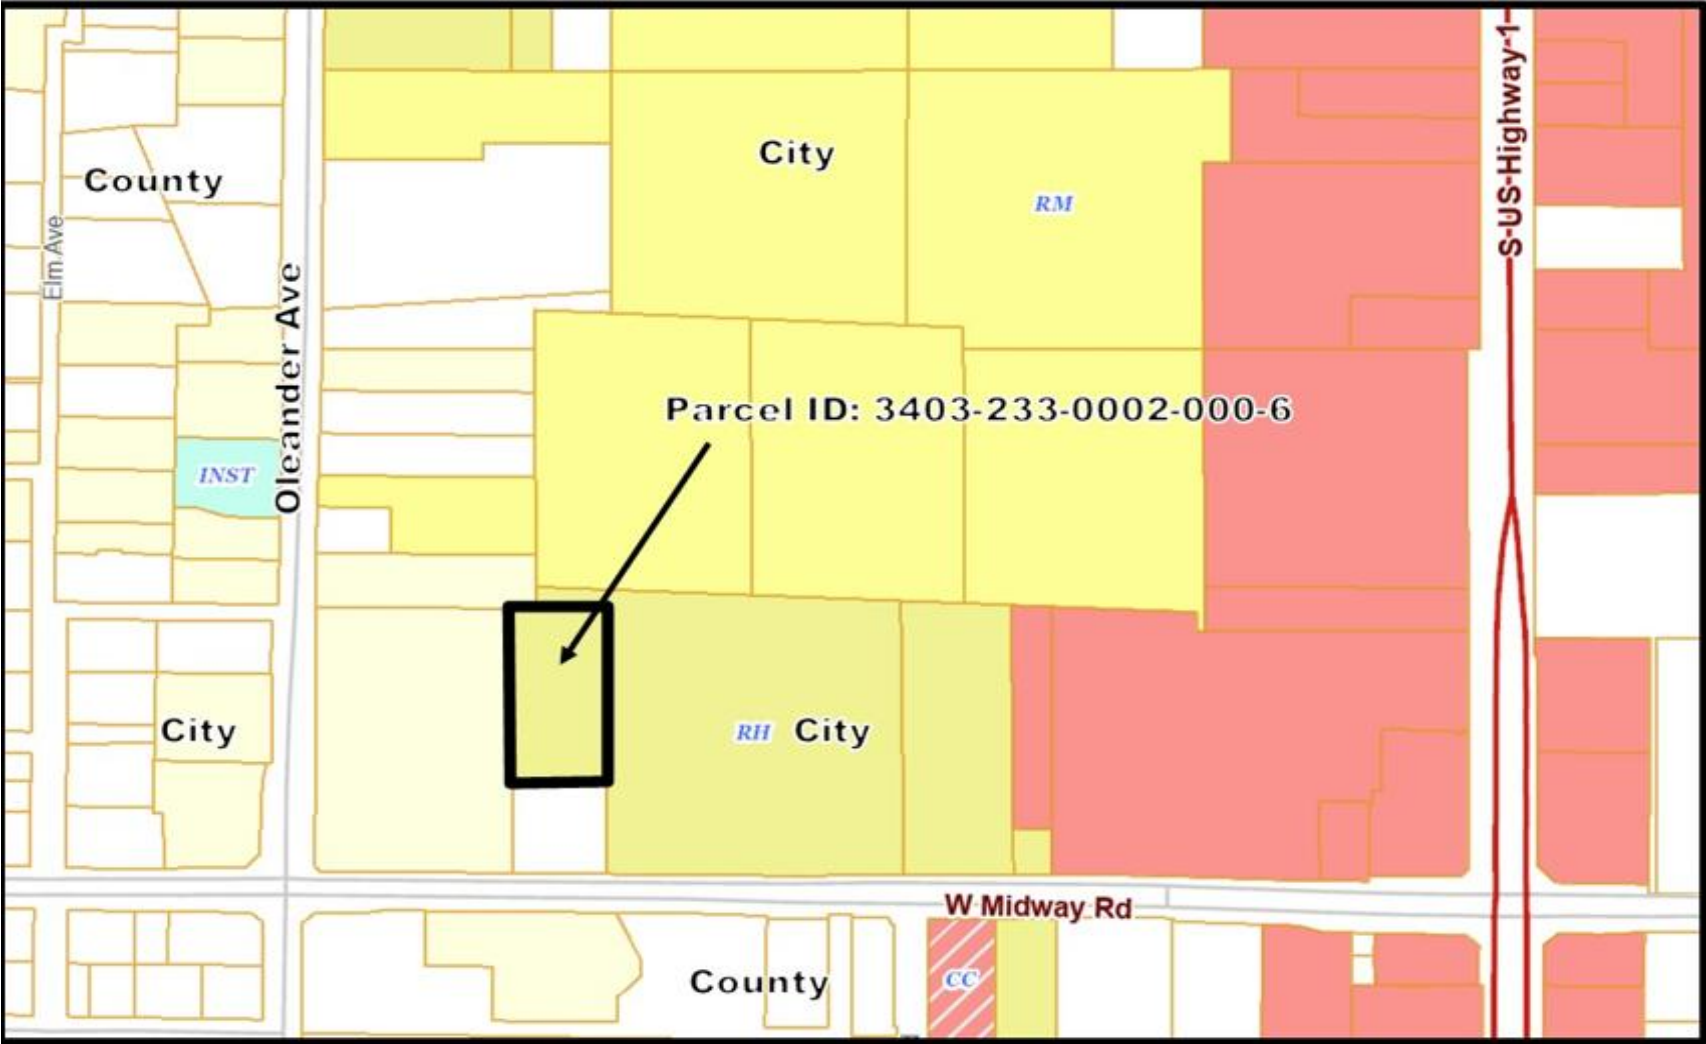 S-US-Highway-1
City
County
RM
Elm Ave
Oleander Ave
Parcel ID: 3403-233-0002-000-6
INST
City
RH City
W Midway Rd
County
CC